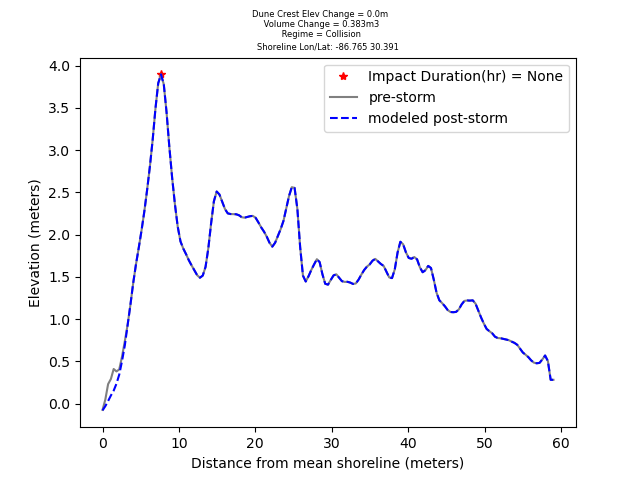 Dune Crest Elev Change = 0.0m
Volume Change = 0.383m3
Regime = Collision
Shoreline Lon/Lat: -86.765 30.391
Impact Duration(hr) = None
pre-storm
modeled post-storm
Elevation (meters)
4.0
3.5
3.0
2.5
2.0
1.5
1.0
0.5
0.0
0 10 20 30 40 50 60
Distance from mean shoreline (meters)